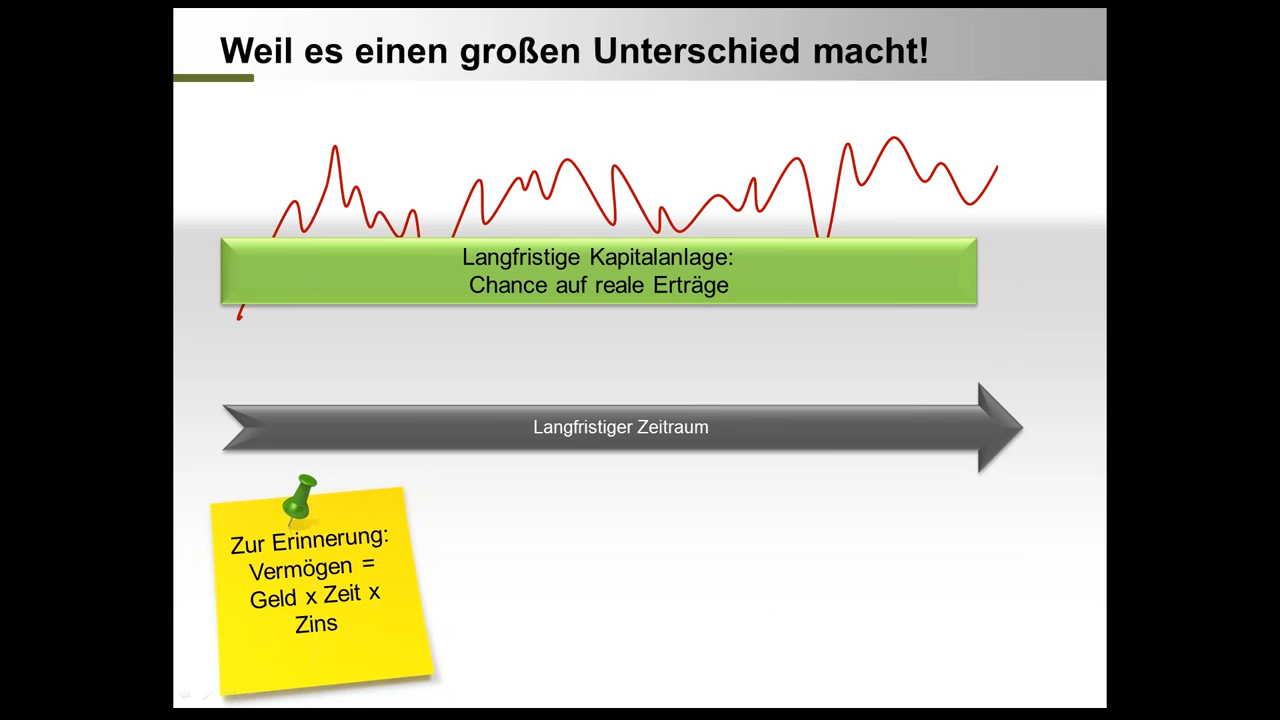 Weil es einen großen Unterschied macht!
Langfristige Kapitalanlage:
Chance auf reale Erträge
Langfristiger Zeitraum
Zur Erinnerung:
Vermögen =
Geld x Zeit x
Zins